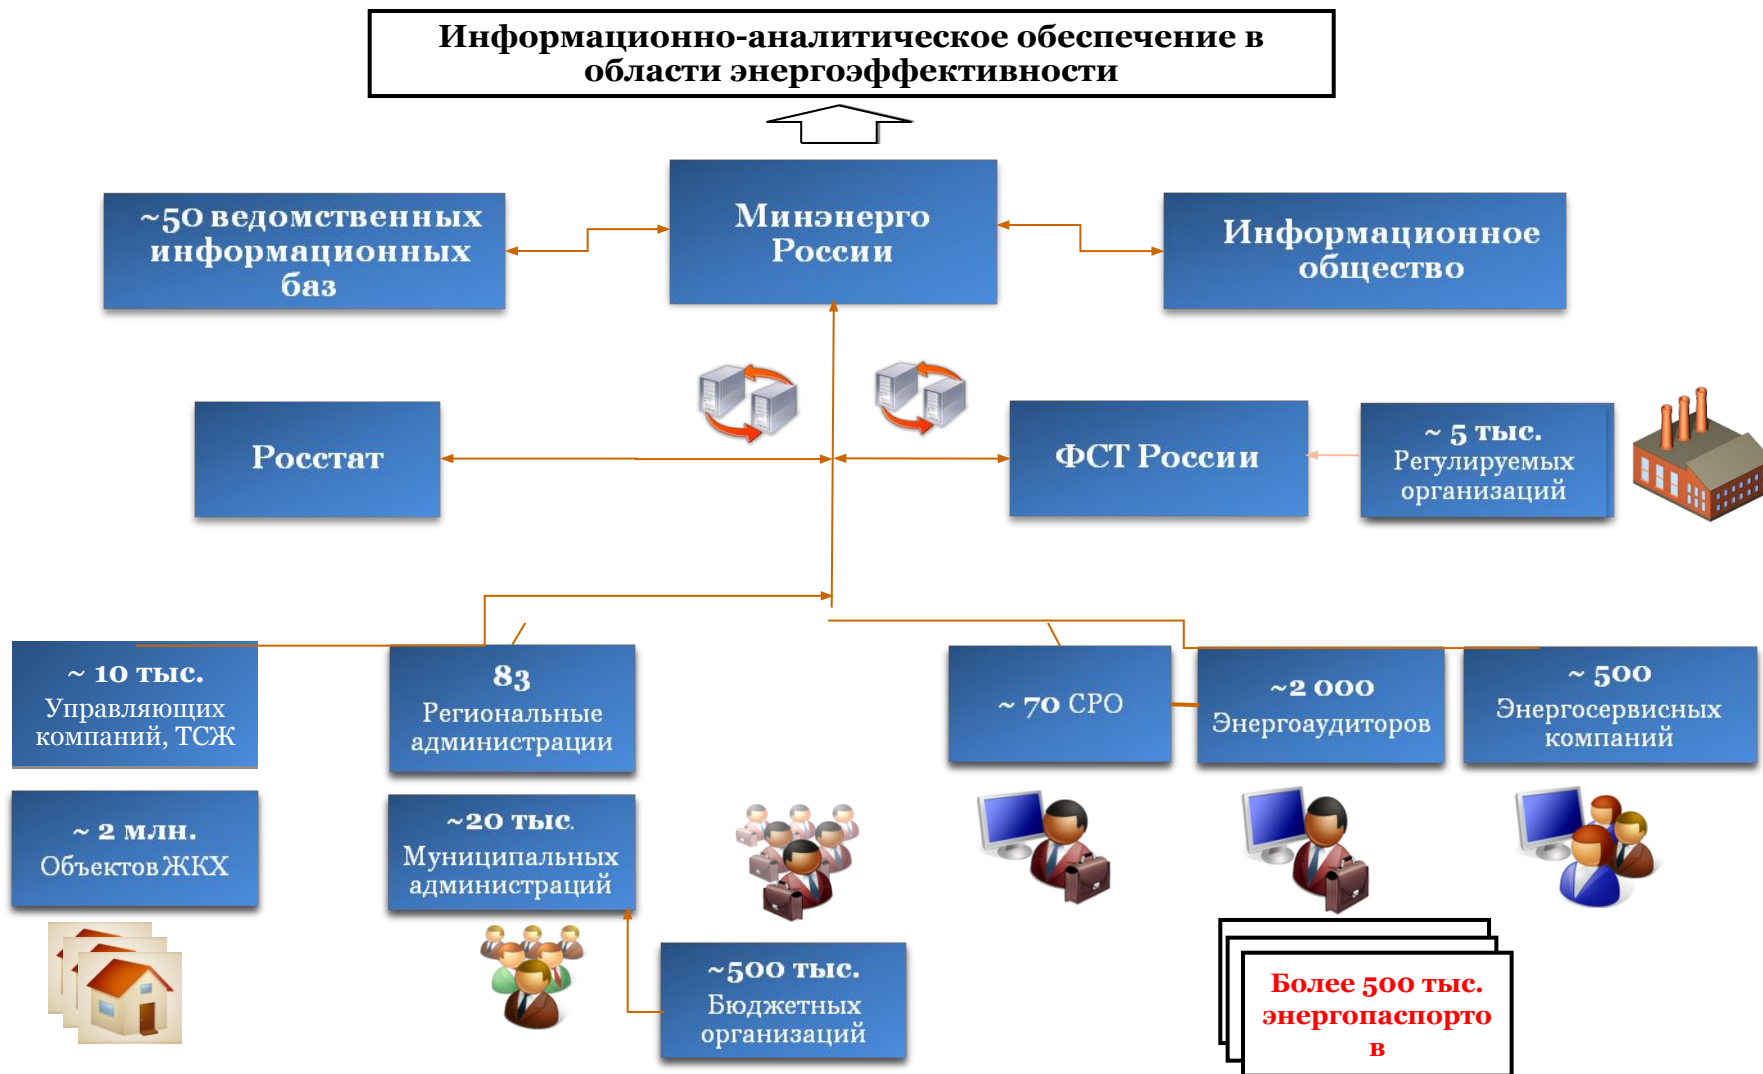 Информационно-аналитическое обеспечение в
области энергоэффективности
~50 ведомственных
информационных
баз
Минэнерго
России
Информационное
общество
Росстат
ФСТ России
~ 5 тыс.
Регулируемых
организаций
~ 10 тыс.
Управляющих
компаний, ТСЖ
83
Региональные
администрации
~ 70 СРО
~2 000
Энергоаудиторов
~ 500
Энергосервисных
компаний
~ 2 млн.
Объектов ЖКХ
~20 тыс.
Муниципальных
администраций
~500 тыс.
Бюджетных
организаций
Более 500 тыс.
энергопаспорто
в